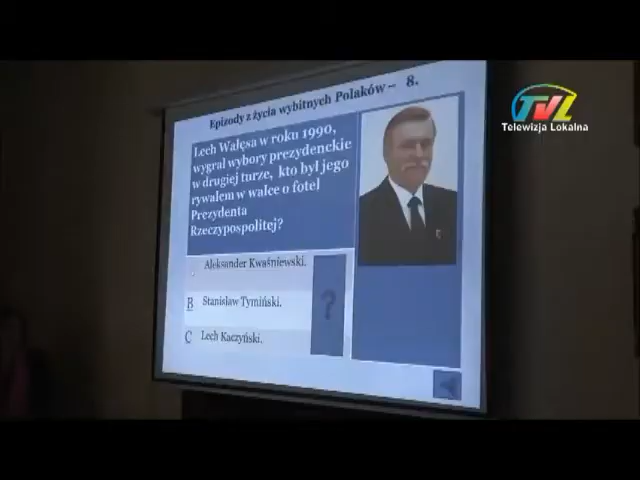 Epizody z życia wybitnych Polaków – 8.
Lech Wałęsa w roku 1990,
wygrał wybory prezydenckie
w drugiej turze, kto był jego
rywalem w walce o fotel
Prezydenta
Rzeczypospolitej?
Aleksander Kwaśniewski.
B Stanisław Tymiński.
C Lech Kaczyński.
?
TVL
Telewizja Lokalna